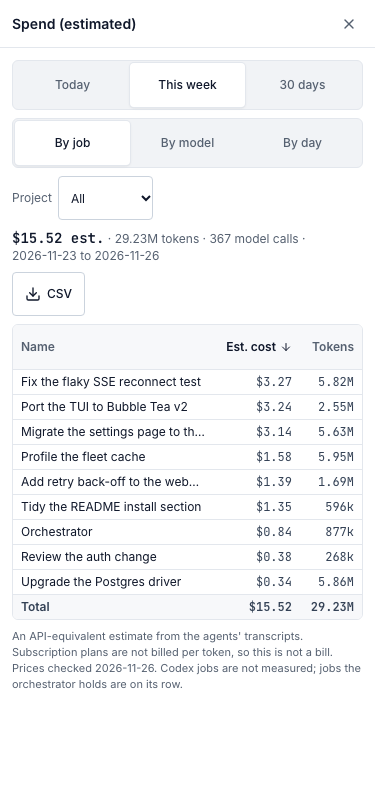 Spend (estimated)
Today This week 30 days
By job By model By day
Project All
$15.52 est. · 29.23M tokens · 367 model calls ·
2026-11-23 to 2026-11-26
CSV
Name Est. cost ↓ Tokens
Fix the flaky SSE reconnect test $3.27 5.82M
Port the TUI to Bubble Tea v2 $3.24 2.55M
Migrate the settings page to th... $3.14 5.63M
Profile the fleet cache $1.58 5.95M
Add retry back-off to the web... $1.39 1.69M
Tidy the README install section $1.35 596k
Orchestrator $0.84 877k
Review the auth change $0.38 268k
Upgrade the Postgres driver $0.34 5.86M
Total $15.52 29.23M
An API-equivalent estimate from the agents' transcripts.
Subscription plans are not billed per token, so this is not a bill.
Prices checked 2026-11-26. Codex jobs are not measured; jobs the
orchestrator holds are on its row.